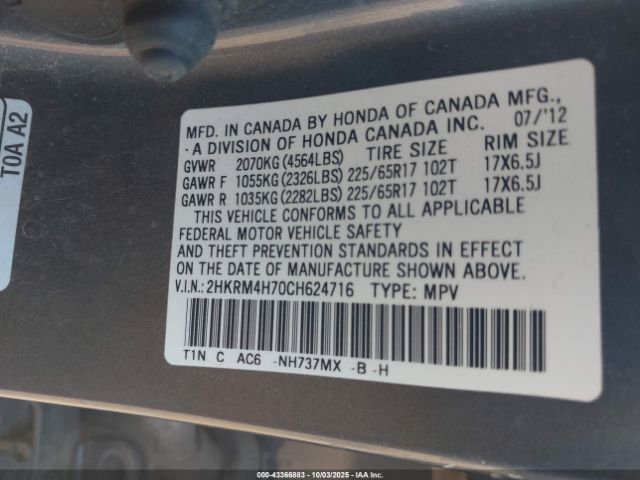 MFD. IN CANADA BY HONDA OF CANADA MFG.,
· A DIVISION OF HONDA CANADA INC. 07/'12
GVWR 2070KG(4564LBS) TIRE SIZE RIM SIZE
GAWR F 1055KG(2326LBS) 225/65R17 102T 17X6.5J
GAWR R 1035KG(2282LBS) 225/65R17 102T 17X6.5J
THIS VEHICLE CONFORMS TO ALL APPLICABLE
FEDERAL MOTOR VEHICLE SAFETY
AND THEFT PREVENTION STANDARDS IN EFFECT
ON THE DATE OF MANUFACTURE SHOWN ABOVE.
V.I.N.: 2HKRM4H70CH624716 TYPE: MPV
T1N C AC6 -NH737MX -B -H
TOA A2
000-43366883 - 10/03/2025 - IAA Inc.